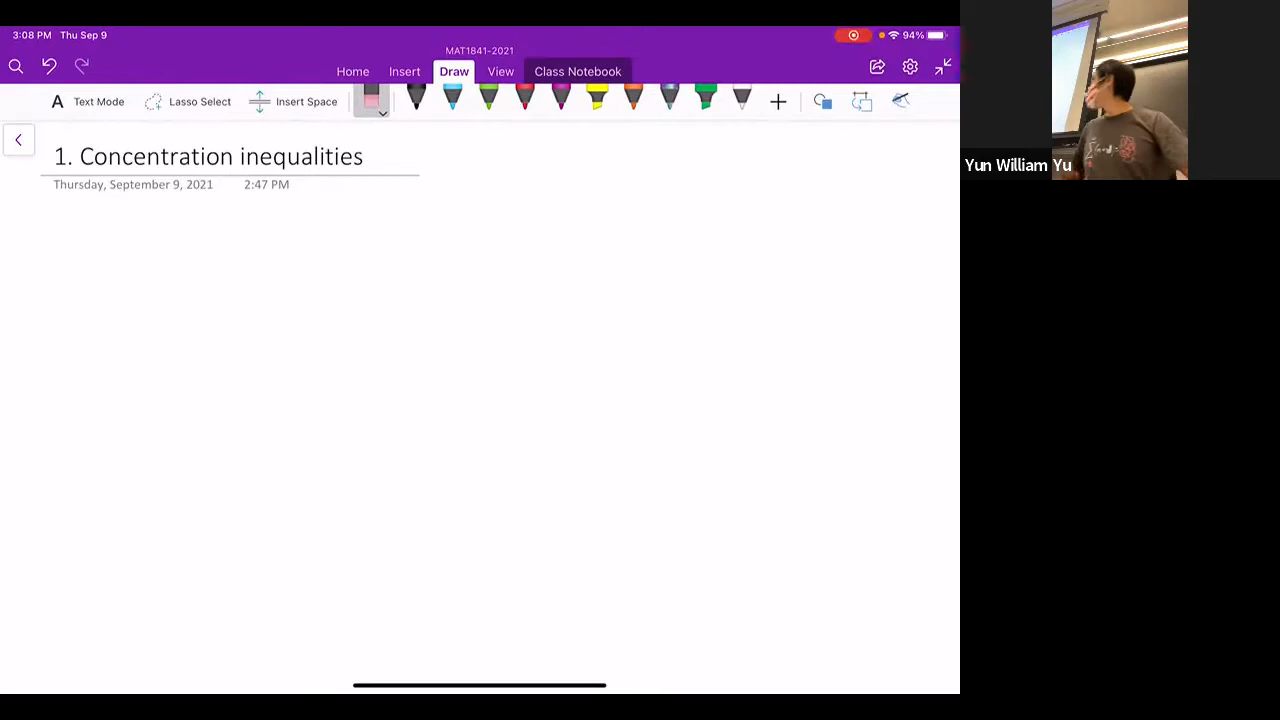 3:08 PM Thu Sep 9
94%
MAT1841-2021
Home Insert Draw View Class Notebook
A Text Mode Lasso Select Insert Space
1. Concentration inequalities
Thursday, September 9, 2021 2:47 PM
Yun William Yu